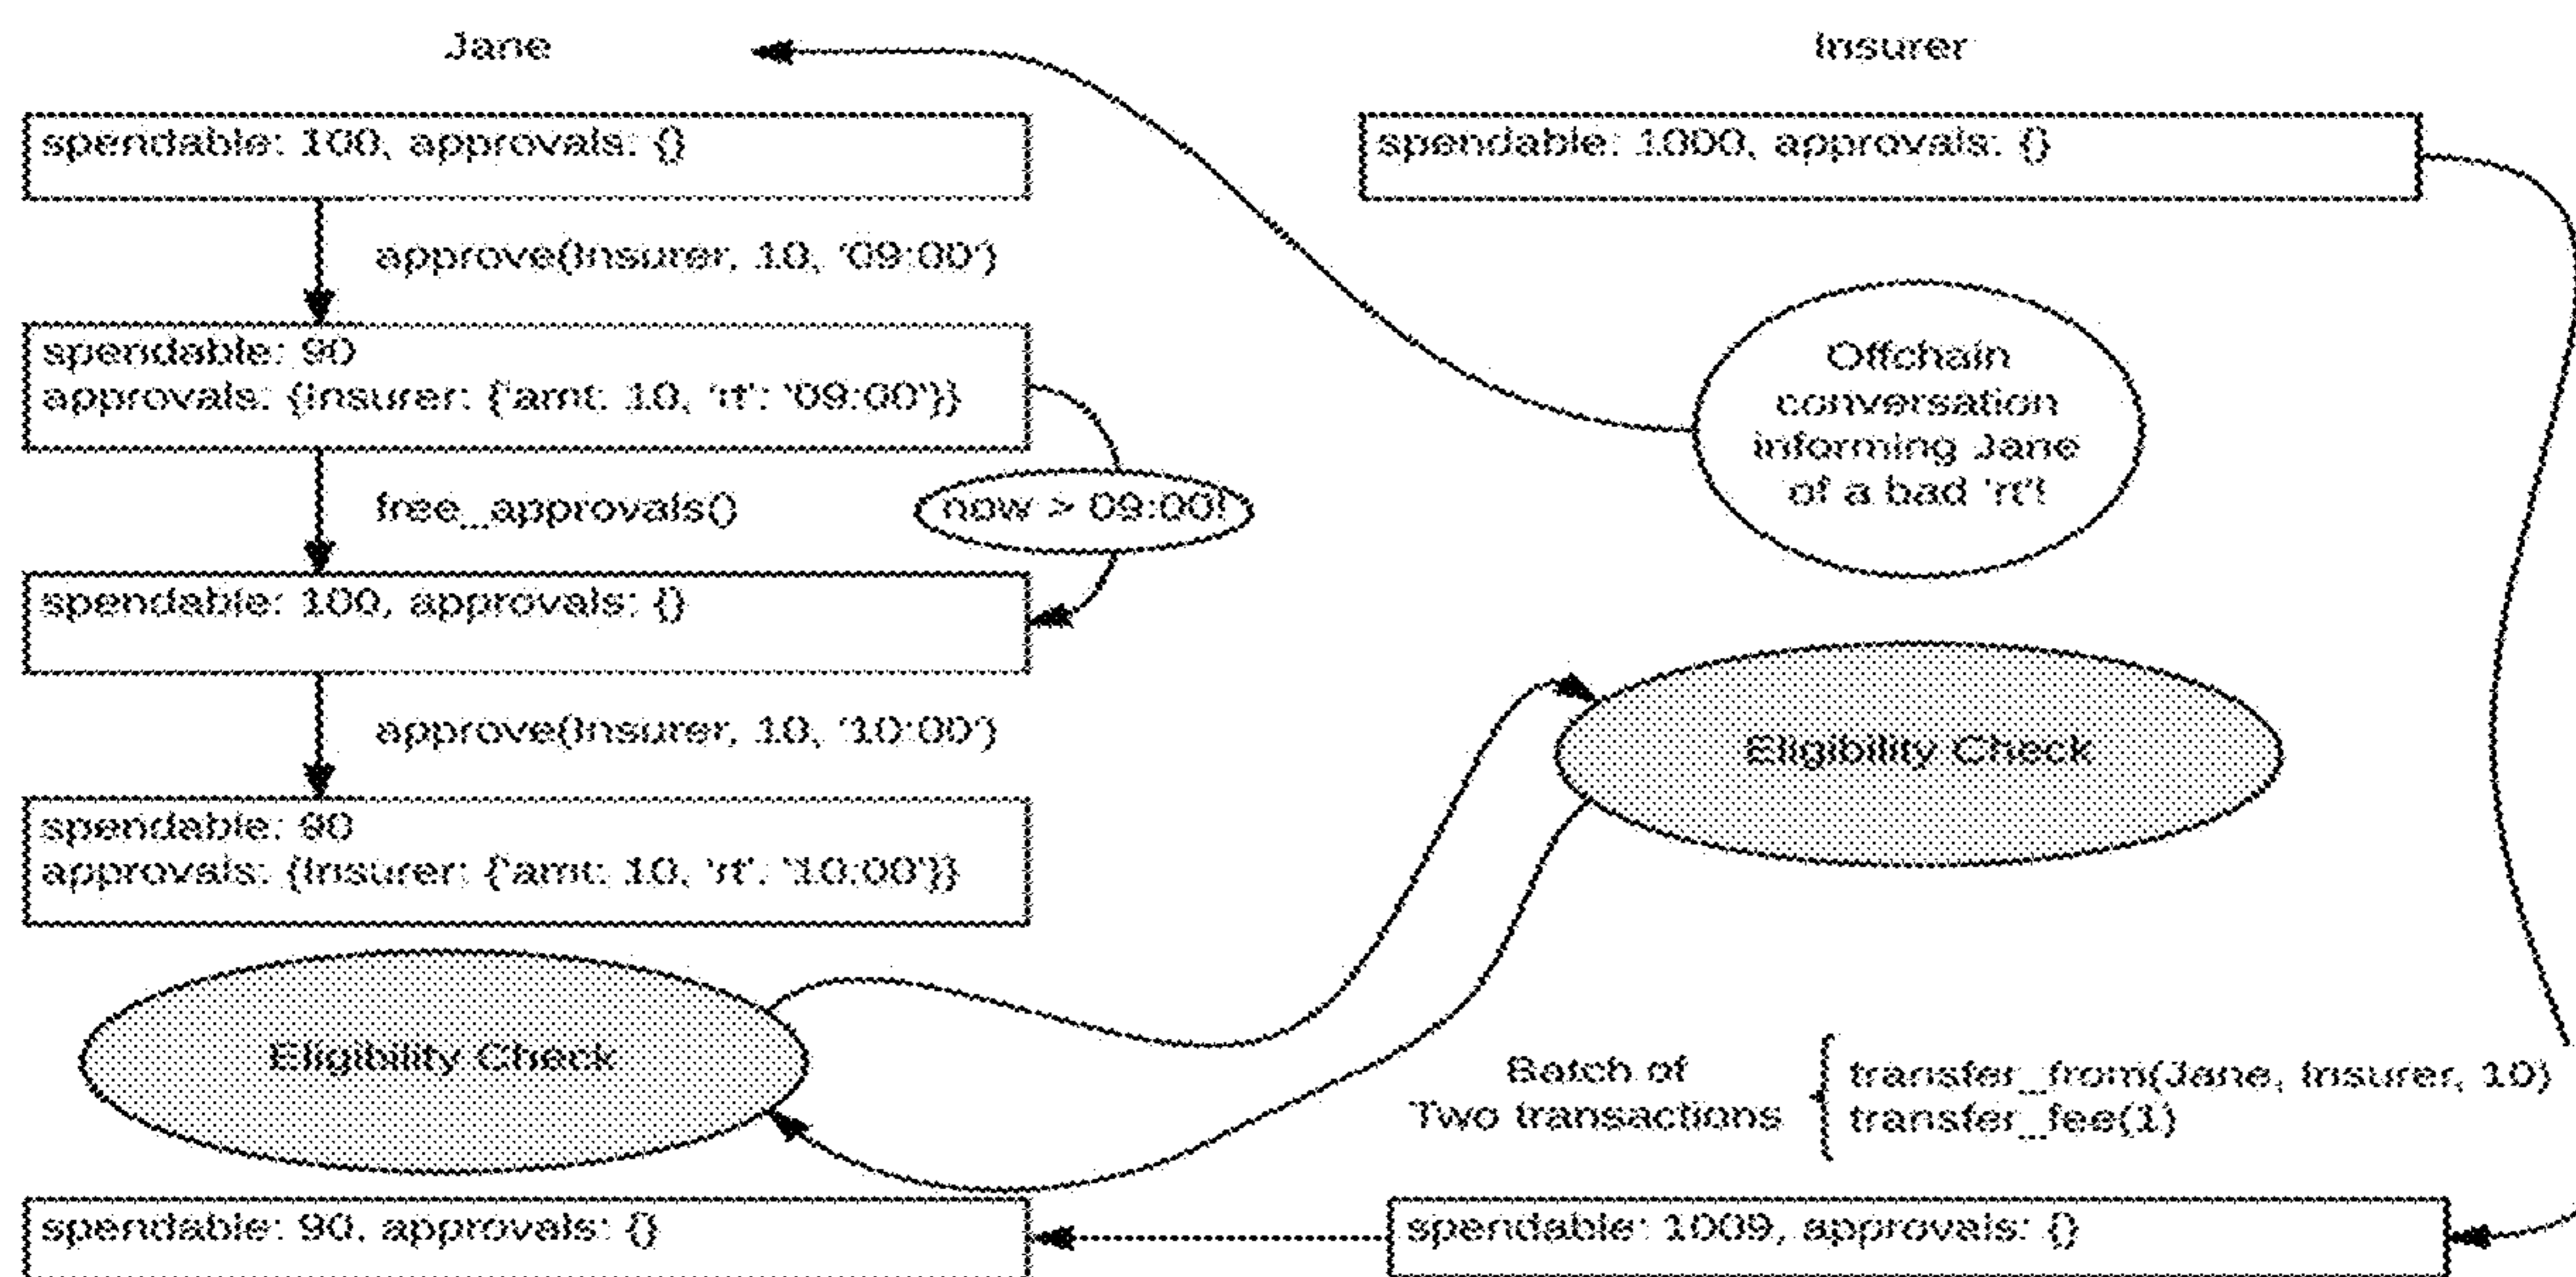 Jane
Insurer
spendable: 100, approvals: {}
spendable: 1000, approvals: {}
approve(Insurer, 10, '09:00')
spendable: 90
approvals: {Insurer: {'amt: 10, 'rt': '09:00'}}
Offchain
conversation
informing Jane
of a bad 'rt'!
free_approvals()
now > 09:00!
spendable: 100, approvals: {}
approve(Insurer, 10, '10:00')
Eligibility Check
spendable: 90
approvals: {Insurer: {'amt: 10, 'rt': '10:00'}}
Eligibility Check
Batch of
Two transactions
transfer_from(Jane, Insurer, 10)
transfer_fee(1)
spendable: 90, approvals: {}
spendable: 1009, approvals: {}